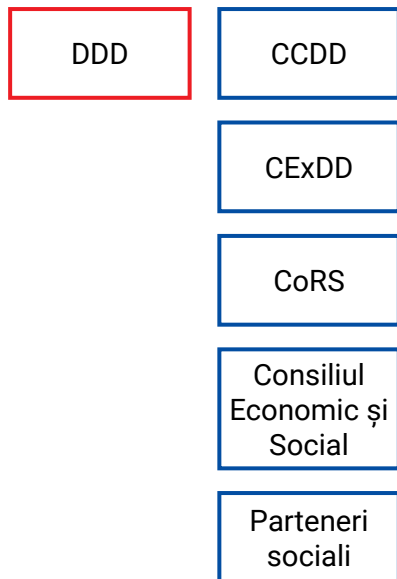 DDD
CCDD
CExDD
CoRS
Consiliul
Economic și
Social
Parteneri
sociali